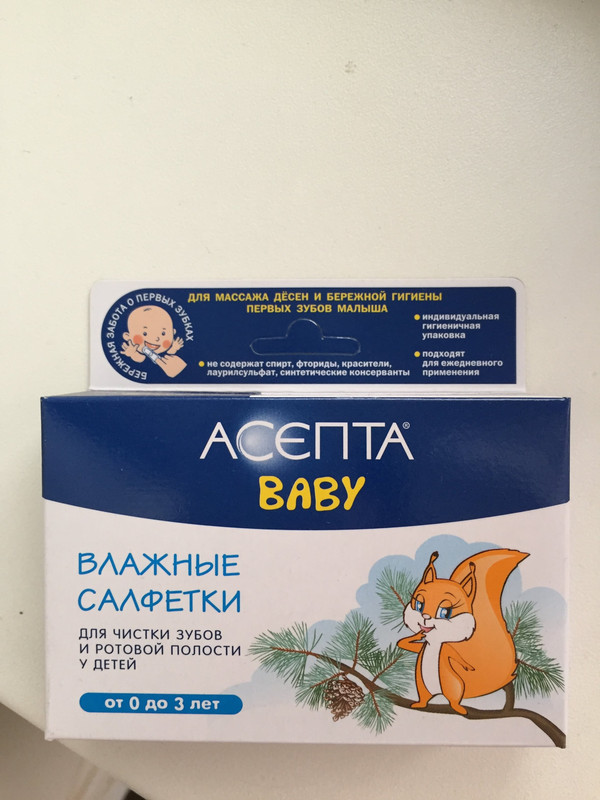 БЕРЕЖНАЯ ЗАБОТА О ПЕРВЫХ ЗУБКАХ
ДЛЯ МАССАЖА ДЁСЕН И БЕРЕЖНОЙ ГИГИЕНЫ
ПЕРВЫХ ЗУБОВ МАЛЫША
• не содержат спирт, фториды, красители,
лаурилсульфат, синтетические консерванты
• индивидуальная
гигиеничная
упаковка
• подходят
для ежедневного
применения
АСЕПТА®
BABY
ВЛАЖНЫЕ
САЛФЕТКИ
ДЛЯ ЧИСТКИ ЗУБОВ
И РОТОВОЙ ПОЛОСТИ
У ДЕТЕЙ
от 0 до 3 лет